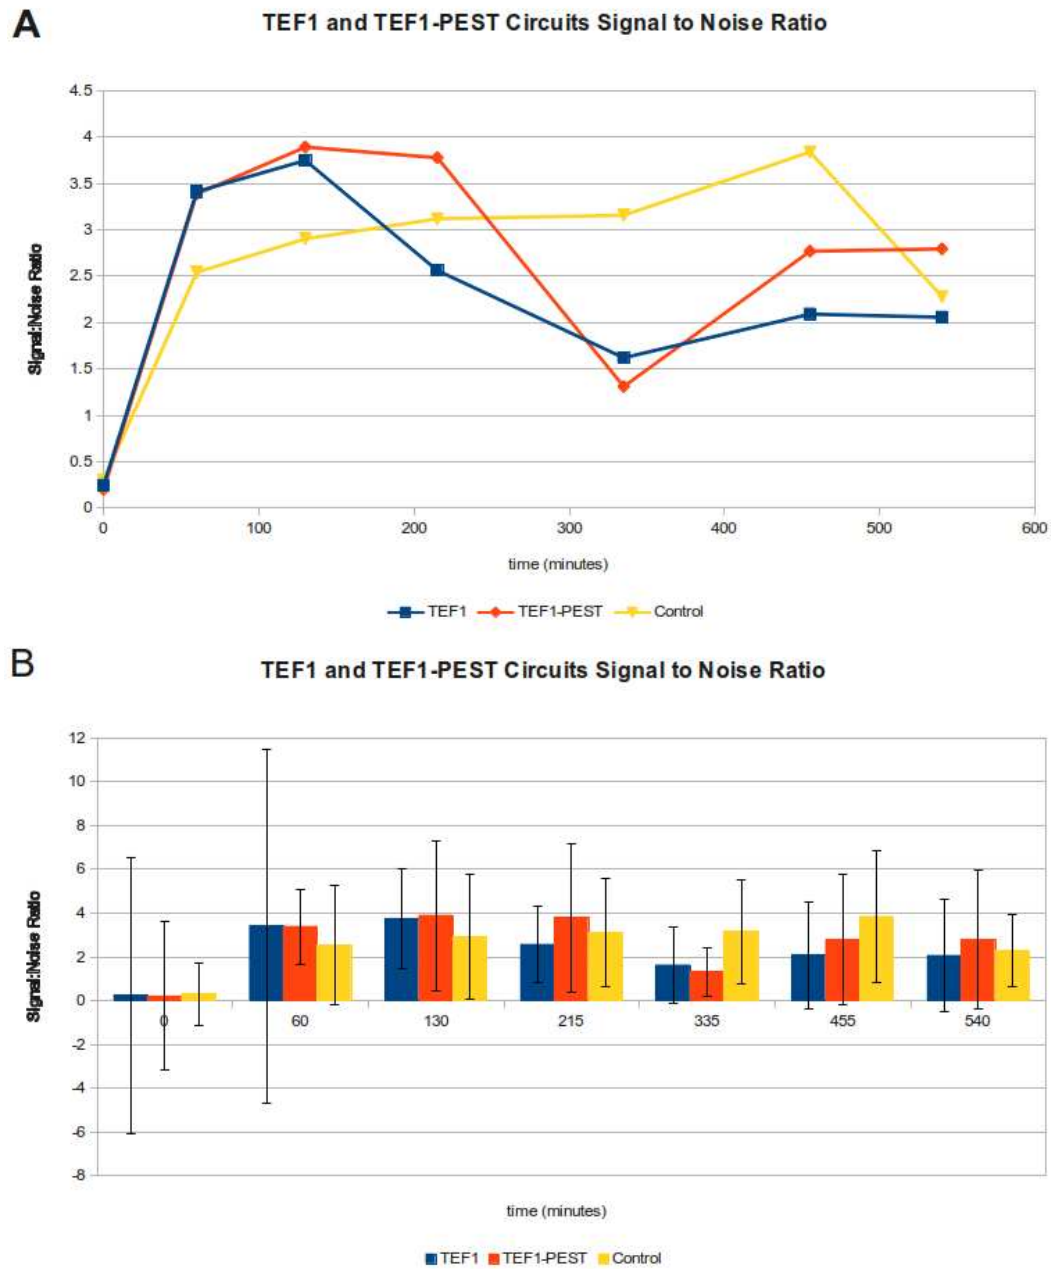 A
TEF1 and TEF1-PEST Circuits Signal to Noise Ratio
4.5
4
3.5
3
2.5
2
1.5
1
0.5
0
Signal:Noise Ratio
0 100 200 300 400 500 600
time (minutes)
TEF1 TEF1-PEST Control
B
TEF1 and TEF1-PEST Circuits Signal to Noise Ratio
12
10
8
6
4
2
0
-2
-4
-6
-8
Signal:Noise Ratio
0 60 130 215 335 455 540
time (minutes)
TEF1 TEF1-PEST Control